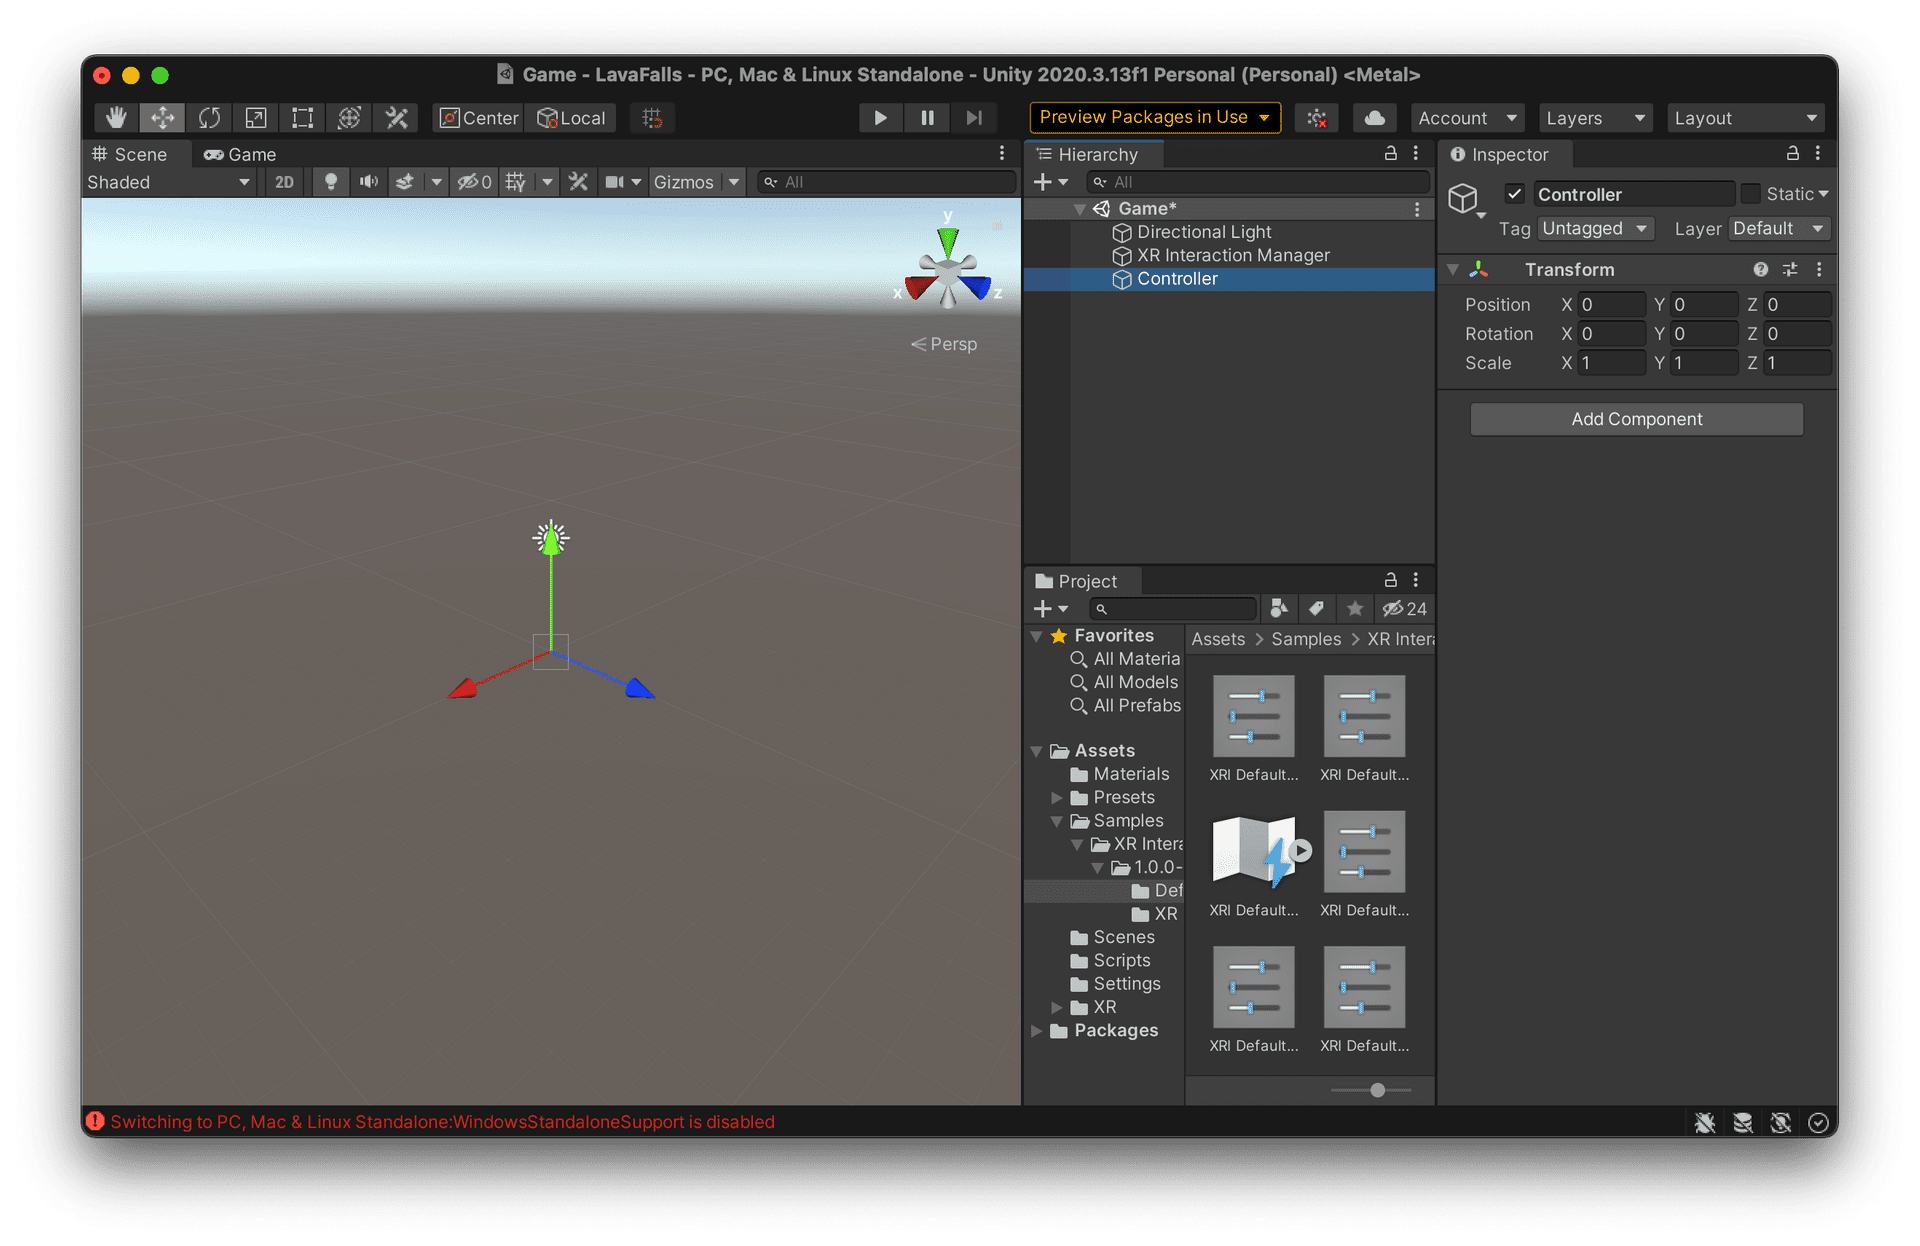 Game - LavaFalls - PC, Mac & Linux Standalone - Unity 2020.3.13f1 Personal (Personal) <Metal>
Center Local Preview Packages in Use Account Layers Layout
Scene Game
Shaded 2D 0 Gizmos All
y
x z
Persp
Hierarchy
All
Game*
Directional Light
XR Interaction Manager
Controller
Project
24
Favorites
All Materia
All Models
All Prefabs
Assets
Materials
Presets
Samples
XR Intera
1.0.0-
Def
XR
Scenes
Scripts
Settings
XR
Packages
Assets > Samples > XR Intera
XRI Default... XRI Default...
XRI Default... XRI Default...
XRI Default... XRI Default...
Inspector
Controller Static
Tag Untagged Layer Default
Transform
Position X 0 Y 0 Z 0
Rotation X 0 Y 0 Z 0
Scale X 1 Y 1 Z 1
Add Component
Switching to PC, Mac & Linux Standalone:WindowsStandaloneSupport is disabled